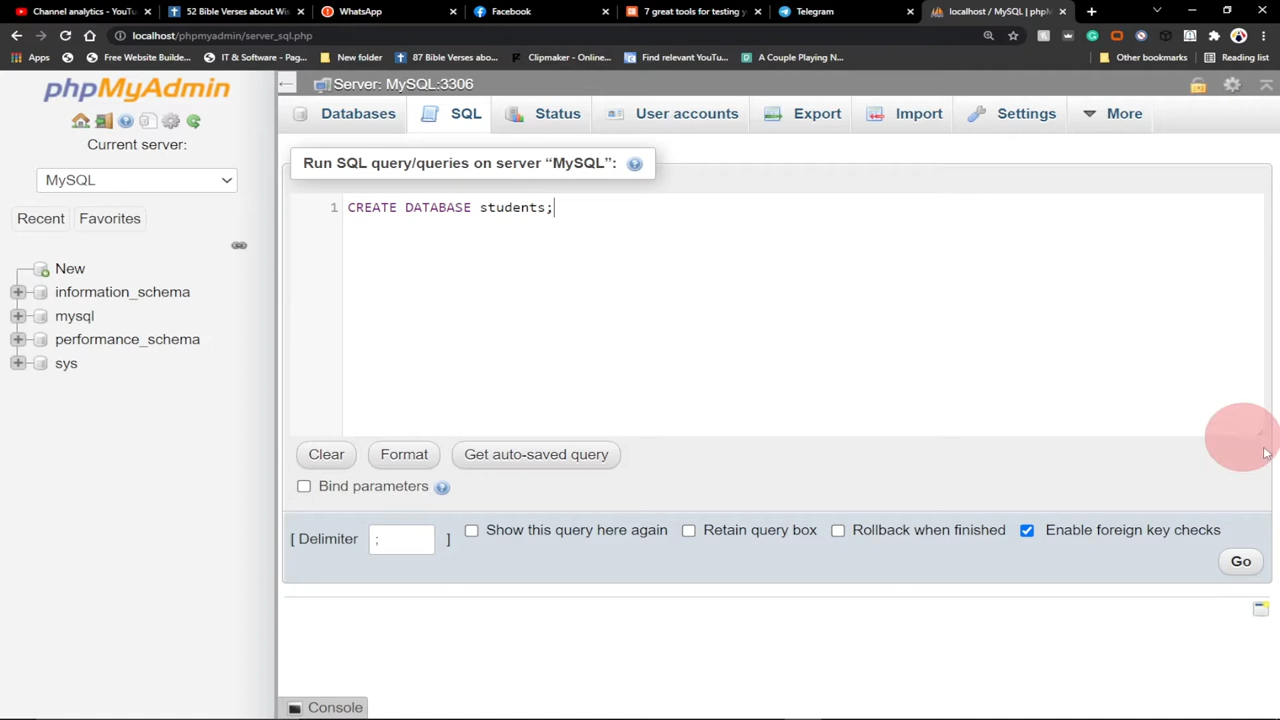 Channel analytics - YouTu
52 Bible Verses about Wis
WhatsApp
Facebook
7 great tools for testing y
Telegram
localhost / MySQL | phpM
localhost/phpmyadmin/server_sql.php
Apps
Free Website Builde...
IT & Software - Pag...
New folder
87 Bible Verses abo...
Clipmaker - Online...
Find relevant YouTu...
A Couple Playing N...
Other bookmarks
Reading list
phpMyAdmin
Current server:
MySQL
Recent
Favorites
New
information_schema
mysql
performance_schema
sys
Server: MySQL:3306
Databases
SQL
Status
User accounts
Export
Import
Settings
More
Run SQL query/queries on server “MySQL”:
1 CREATE DATABASE students;
Clear
Format
Get auto-saved query
Bind parameters
[ Delimiter ; ]
Show this query here again
Retain query box
Rollback when finished
Enable foreign key checks
Go
Console